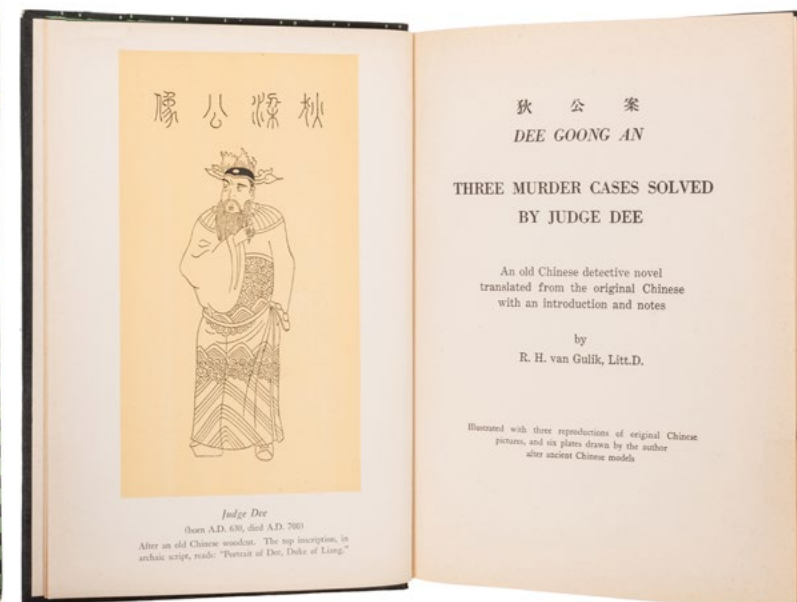 狄梁公像
Judge Dee
(born A.D. 630, died A.D. 700)
After an old Chinese woodcut. The top inscription, in
archaic script, reads: "Portrait of Dee, Duke of Liang."
狄公案
DEE GOONG AN
THREE MURDER CASES SOLVED
BY JUDGE DEE
An old Chinese detective novel
translated from the original Chinese
with an introduction and notes
by
R. H. van Gulik, Litt.D.
Illustrated with three reproductions of original Chinese
pictures, and six plates drawn by the author
after ancient Chinese models